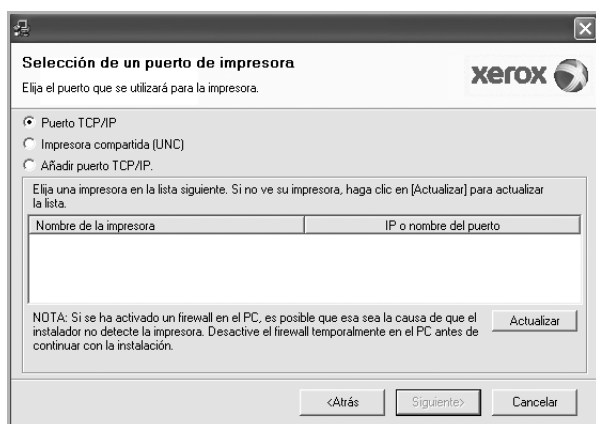 Selección de un puerto de impresora
Elija el puerto que se utilizará para la impresora.
xerox
Puerto TCP/IP
Impresora compartida (UNC)
Añadir puerto TCP/IP.
Elija una impresora en la lista siguiente. Si no ve su impresora, haga clic en [Actualizar] para actualizar
la lista.
Nombre de la impresora IP o nombre del puerto
NOTA: Si se ha activado un firewall en el PC, es posible que esa sea la causa de que el
instalador no detecte la impresora. Desactive el firewall temporalmente en el PC antes de
continuar con la instalación.
Actualizar
<Atrás Siguiente> Cancelar